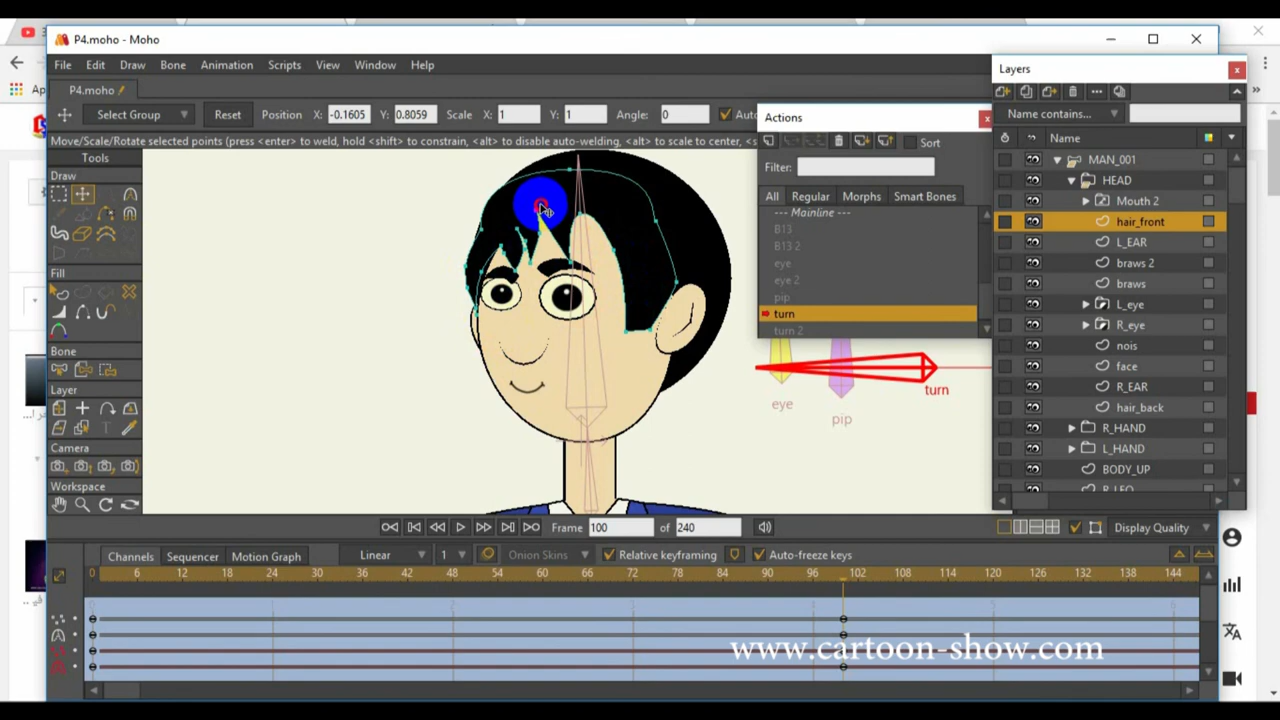 P4.moho - Moho
File Edit Draw Bone Animation Scripts View Window Help
P4.moho
Select Group Reset Position X: -0.1605 Y: 0.8059 Scale X: 1 Y: 1 Angle: 0
Move/Scale/Rotate selected points (press <enter> to weld, hold <shift> to constrain, <alt> to disable auto-welding, <alt> to scale to center,
Tools
Draw
Fill
Bone
Layer
Camera
Workspace
Actions
Sort
Filter:
All Regular Morphs Smart Bones
--- Mainline ---
B13
B13 2
eye
eye 2
pip
turn
turn 2
eye
pip
turn
Layers
Name contains...
Name
MAN_001
HEAD
Mouth 2
hair_front
L_EAR
braws 2
braws
L_eye
R_eye
nois
face
R_EAR
hair_back
R_HAND
L_HAND
BODY_UP
Frame 100 of 240 Display Quality
Channels Sequencer Motion Graph Linear 1 Onion Skins Relative keyframing Auto-freeze keys
0 6 12 18 24 30 36 42 48 54 60 66 72 78 84 90 96 102 108 114 120 126 132 138 144
www.cartoon-show.com